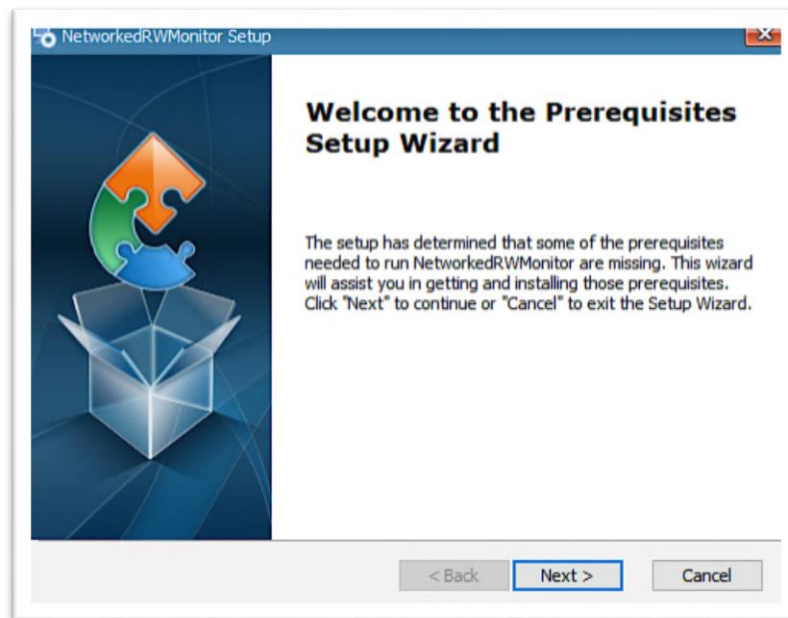 NetworkedRWMonitor Setup
Welcome to the Prerequisites
Setup Wizard
The setup has determined that some of the prerequisites
needed to run NetworkedRWMonitor are missing. This wizard
will assist you in getting and installing those prerequisites.
Click "Next" to continue or "Cancel" to exit the Setup Wizard.
< Back Next > Cancel